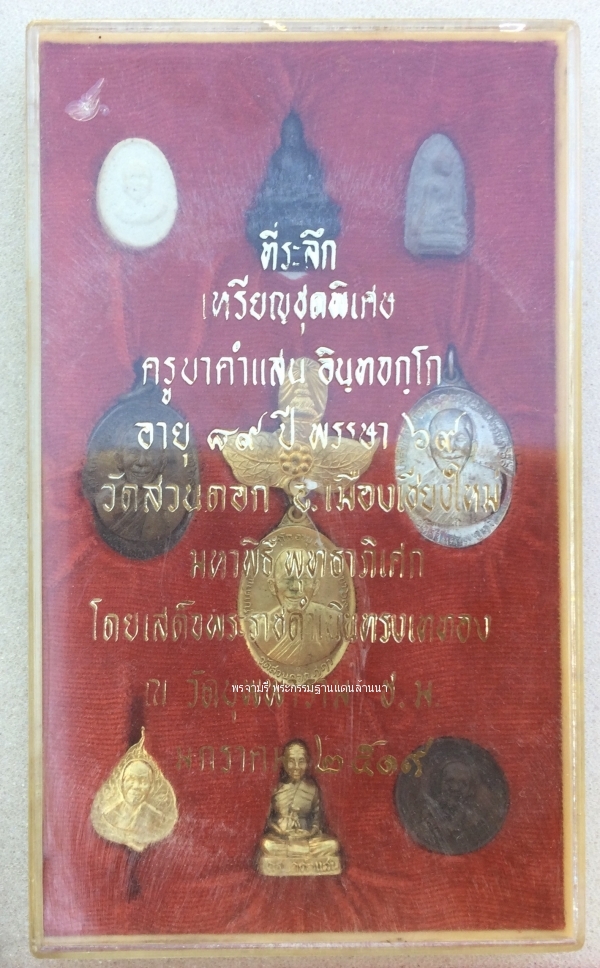 ที่ระลึก
เหรียญชุดพิเศษ
ครูบาคำแสน อินฺทจกฺโก
อายุ ๘๙ ปี พรรษา ๖๙
วัดสวนดอก อ.เมืองเชียงใหม่
มหาพิธี พุทธาภิเศก
โดยเสด็จพระราชดำเนินทรงเททอง
พรจามรี พระกรรมฐานแดนล้านนา
ณ ช.ม.
มกราคม ๒๕๑๙